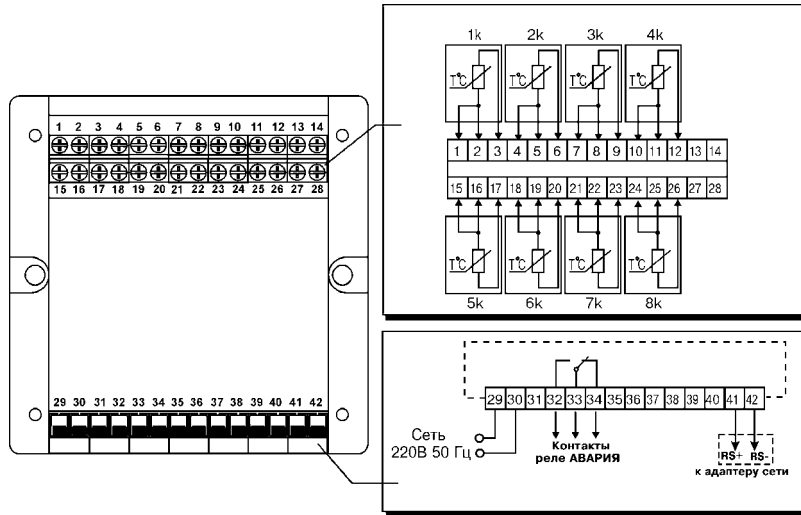 1 2 3 4 5 6 7 8 9 10 11 12 13 14
15 16 17 18 19 20 21 22 23 24 25 26 27 28
29 30 31 32 33 34 35 36 37 38 39 40 41 42
1k 2k 3k 4k
T°C T°C T°C T°C
1 2 3 4 5 6 7 8 9 10 11 12 13 14
15 16 17 18 19 20 21 22 23 24 25 26 27 28
T°C T°C T°C T°C
5k 6k 7k 8k
29 30 31 32 33 34 35 36 37 38 39 40 41 42
Сеть
220В 50 Гц
Контакты
реле АВАРИЯ
RS+ RS-
к адаптеру сети